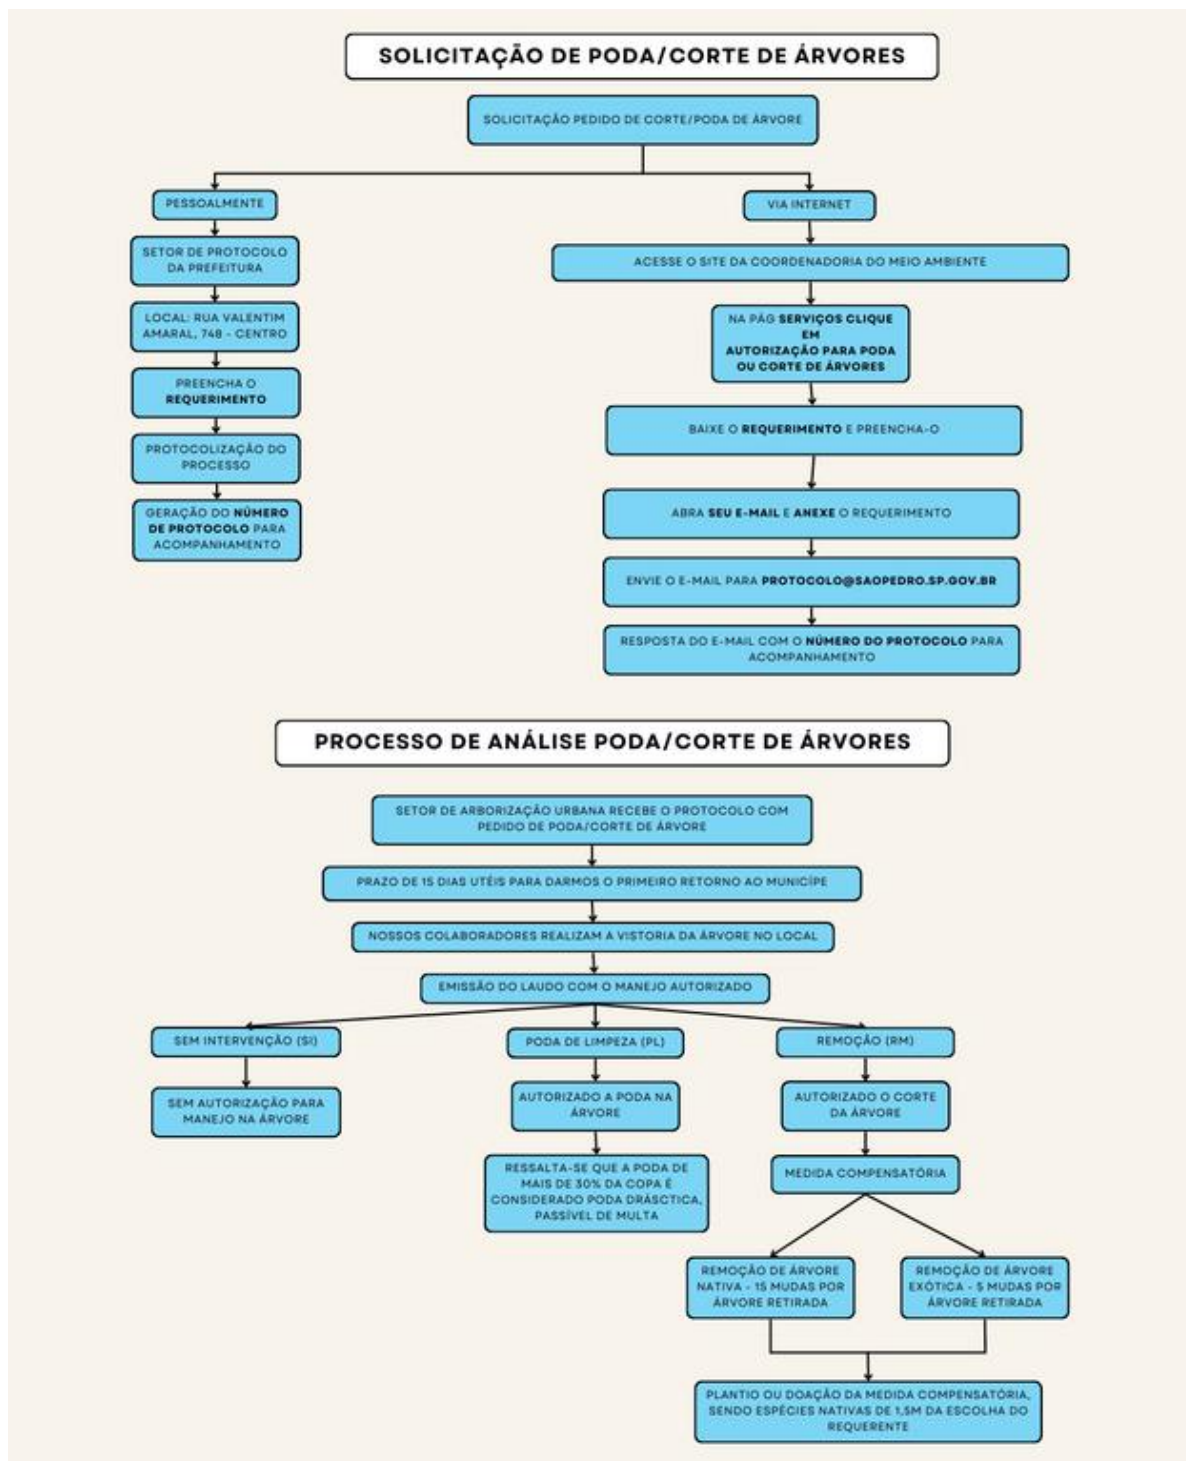 SOLICITAÇÃO DE PODA/CORTE DE ÁRVORES
SOLICITAÇÃO PEDIDO DE CORTE/PODA DE ÁRVORE
PESSOALMENTE
SETOR DE PROTOCOLO
DA PREFEITURA
LOCAL: RUA VALENTIM
AMARAL, 748 - CENTRO
PREENCHA O
REQUERIMENTO
PROTOCOLIZAÇÃO DO
PROCESSO
GERAÇÃO DO NÚMERO
DE PROTOCOLO PARA
ACOMPANHAMENTO
VIA INTERNET
ACESSE O SITE DA COORDENADORIA DO MEIO AMBIENTE
NA PÁG SERVIÇOS CLIQUE
EM
AUTORIZAÇÃO PARA PODA
OU CORTE DE ÁRVORES
BAIXE O REQUERIMENTO E PREENCHA-O
ABRA SEU E-MAIL E ANEXE O REQUERIMENTO
ENVIE O E-MAIL PARA PROTOCOLO@SAOPEDRO.SP.GOV.BR
RESPOSTA DO E-MAIL COM O NÚMERO DO PROTOCOLO PARA
ACOMPANHAMENTO
PROCESSO DE ANÁLISE PODA/CORTE DE ÁRVORES
SETOR DE ARBORIZAÇÃO URBANA RECEBE O PROTOCOLO COM
PEDIDO DE PODA/CORTE DE ÁRVORE
PRAZO DE 15 DIAS UTÉIS PARA DARMOS O PRIMEIRO RETORNO AO MUNICÍPE
NOSSOS COLABORADORES REALIZAM A VISTORIA DA ÁRVORE NO LOCAL
EMISSÃO DO LAUDO COM O MANEJO AUTORIZADO
SEM INTERVENÇÃO (SI)
SEM AUTORIZAÇÃO PARA
MANEJO NA ÁRVORE
PODA DE LIMPEZA (PL)
AUTORIZADO A PODA NA
ÁRVORE
RESSALTA-SE QUE A PODA DE
MAIS DE 30% DA COPA É
CONSIDERADO PODA DRÁSCTICA,
PASSÍVEL DE MULTA
REMOÇÃO (RM)
AUTORIZADO O CORTE
DA ÁRVORE
MEDIDA COMPENSATÓRIA
REMOÇÃO DE ÁRVORE
NATIVA - 15 MUDAS POR
ÁRVORE RETIRADA
REMOÇÃO DE ÁRVORE
EXÓTICA - 5 MUDAS POR
ÁRVORE RETIRADA
PLANTIO OU DOAÇÃO DA MEDIDA COMPENSATÓRIA,
SENDO ESPÉCIES NATIVAS DE 1,5M DA ESCOLHA DO
REQUERENTE